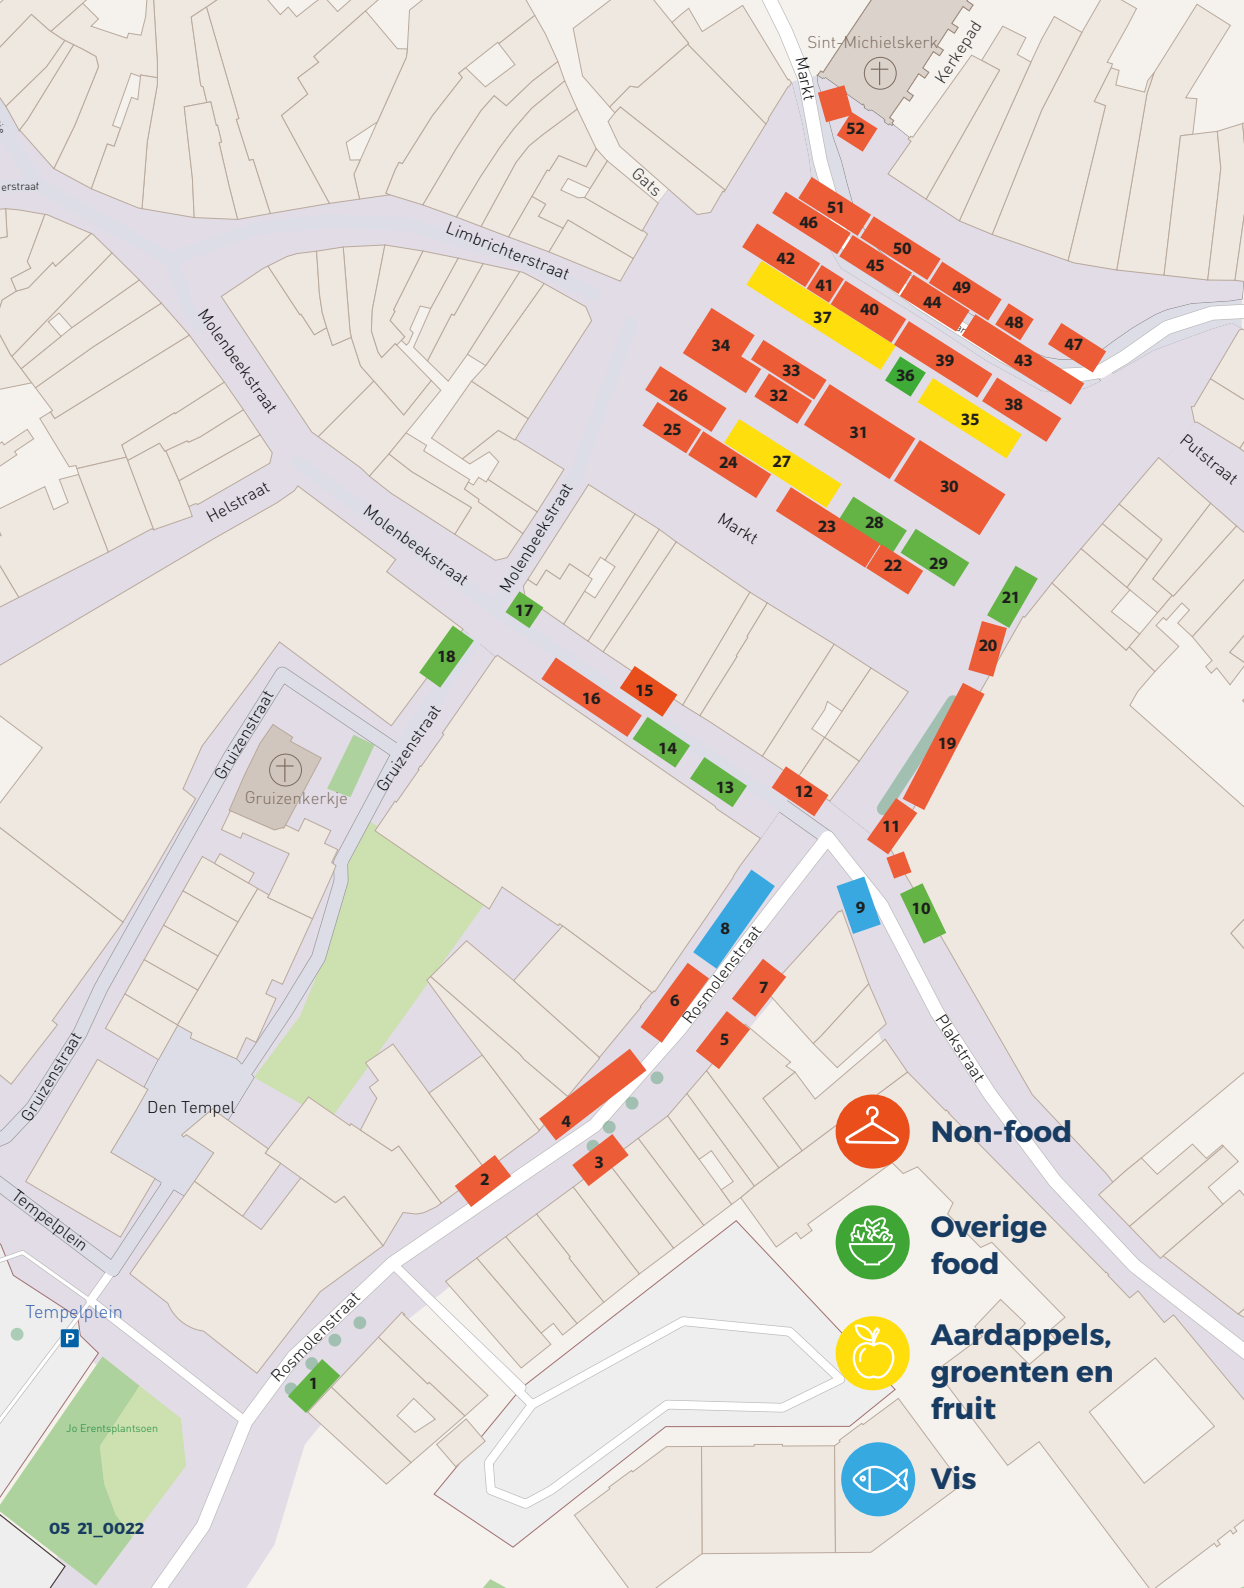 Sint-Michielskerk
Kerkepad
Markt
52
erstraat
Gats
51
46
50
Limbrichterstraat
42
45
49
41
44
40
37
48
Molenbeekstraat
34
47
39
43
33
36
26
32
38
35
25
31
Putstraat
24
27
30
Helstraat
Molenbeekstraat
Molenbeekstraat
Markt
23
28
22
29
21
17
20
18
15
16
Gruizenstraat
Gruizenstraat
14
19
13
12
Gruizenkerkje
11
8
9
10
Rosmolenstraat
6
7
5
Plakstraat
Gruizenstraat
Den Tempel
4
3
2
Non-food
Tempelplein
Overige
food
Tempelplein
P
Rosmolenstraat
1
Aardappels,
groenten en
fruit
Jo Erentsplantsoen
Vis
05 21_0022